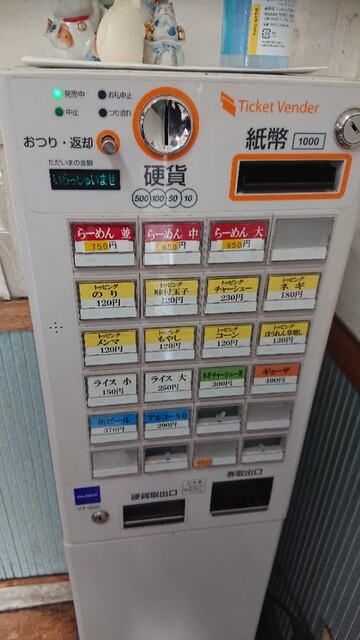 発売中
お札中止
中止
つり切れ
Ticket Vender
おつり・返却
紙幣 1000
ただいまの金額
いらっしゃいませ
硬貨
500 100 50 10
らーめん 並
750円
らーめん 中
850円
らーめん 大
950円
トッピング
のり
120円
トッピング
味付玉子
120円
トッピング
チャーシュー
230円
トッピング
ネギ
180円
トッピング
メンマ
120円
トッピング
もやし
120円
トッピング
コーン
120円
トッピング
ほうれん草増し
130円
ライス 小
150円
ライス 大
250円
ネギチャーシュー丼
300円
ギョーザ
400円
缶ビール
370円
290円
硬貨取出口
券取出口